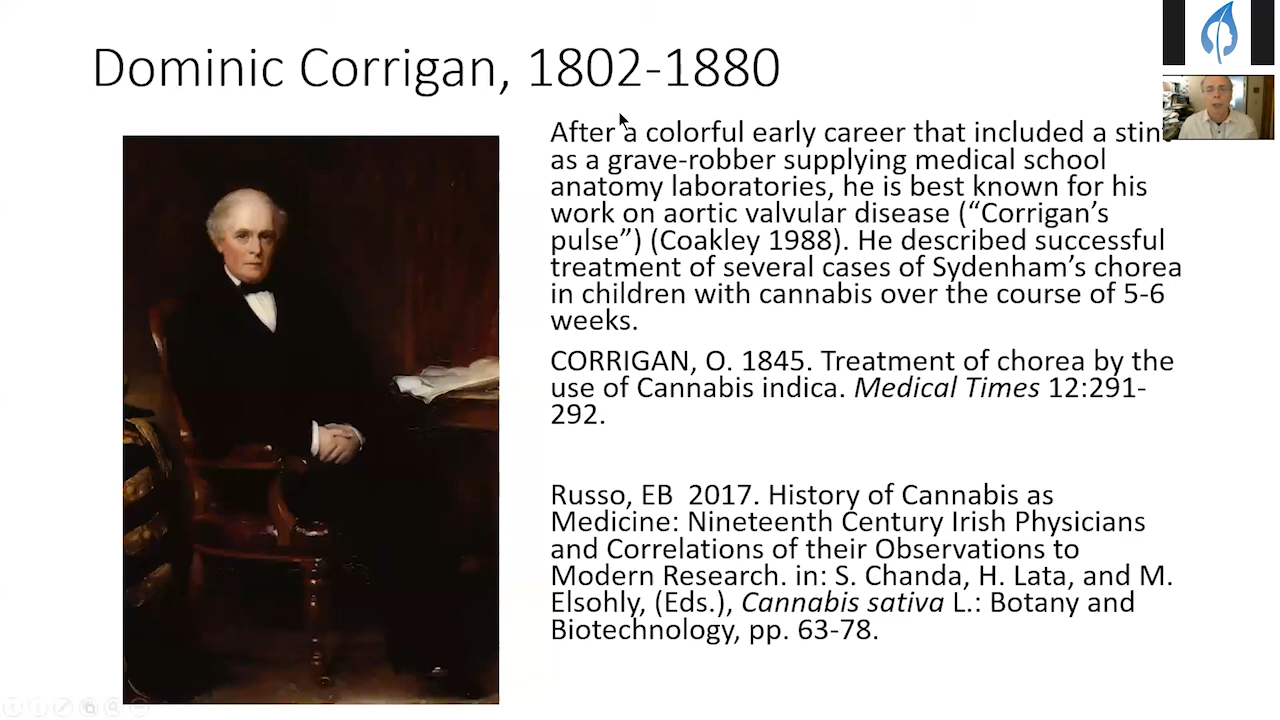 Dominic Corrigan, 1802-1880
After a colorful early career that included a stint
as a grave-robber supplying medical school
anatomy laboratories, he is best known for his
work on aortic valvular disease (“Corrigan’s
pulse”) (Coakley 1988). He described successful
treatment of several cases of Sydenham’s chorea
in children with cannabis over the course of 5-6
weeks.
CORRIGAN, O. 1845. Treatment of chorea by the
use of Cannabis indica. Medical Times 12:291-
292.
Russo, EB  2017. History of Cannabis as
Medicine: Nineteenth Century Irish Physicians
and Correlations of their Observations to
Modern Research. in: S. Chanda, H. Lata, and M.
Elsohly, (Eds.), Cannabis sativa L.: Botany and
Biotechnology, pp. 63-78.